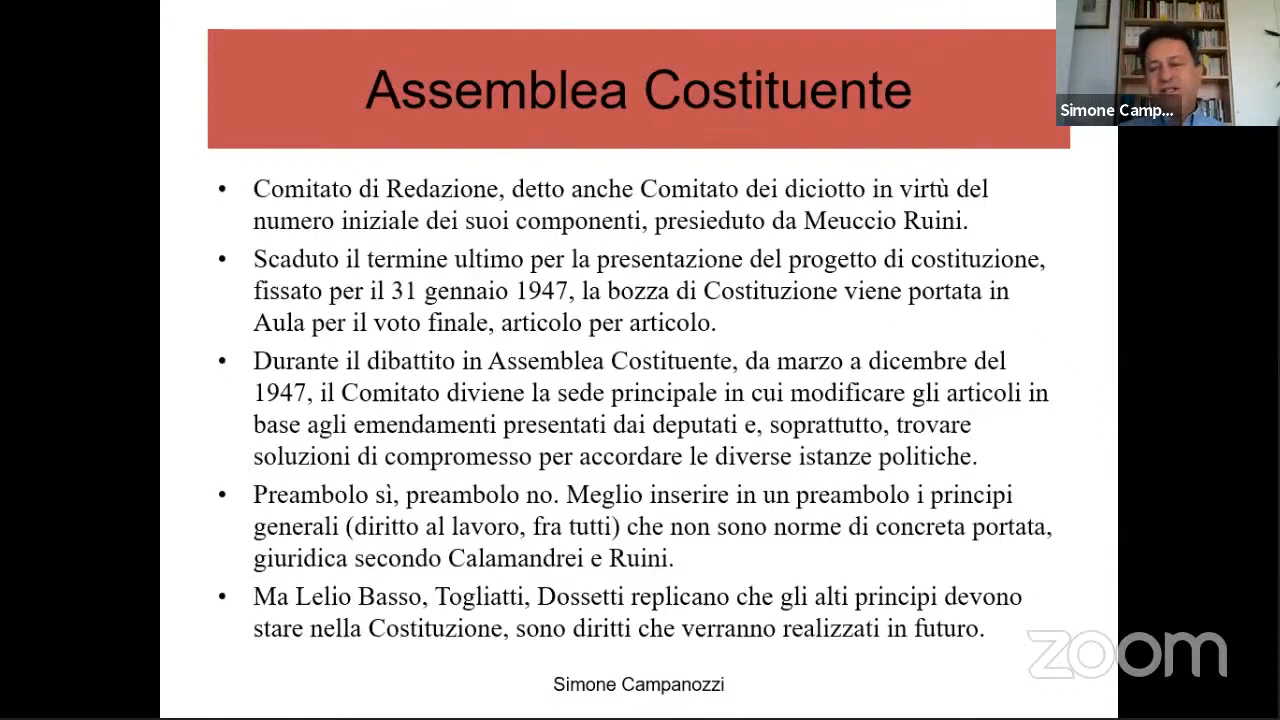 Assemblea Costituente
Simone Camp...
• Comitato di Redazione, detto anche Comitato dei diciotto in virtù del
numero iniziale dei suoi componenti, presieduto da Meuccio Ruini.
• Scaduto il termine ultimo per la presentazione del progetto di costituzione,
fissato per il 31 gennaio 1947, la bozza di Costituzione viene portata in
Aula per il voto finale, articolo per articolo.
• Durante il dibattito in Assemblea Costituente, da marzo a dicembre del
1947, il Comitato diviene la sede principale in cui modificare gli articoli in
base agli emendamenti presentati dai deputati e, soprattutto, trovare
soluzioni di compromesso per accordare le diverse istanze politiche.
• Preambolo sì, preambolo no. Meglio inserire in un preambolo i principi
generali (diritto al lavoro, fra tutti) che non sono norme di concreta portata,
giuridica secondo Calamandrei e Ruini.
• Ma Lelio Basso, Togliatti, Dossetti replicano che gli alti principi devono
stare nella Costituzione, sono diritti che verranno realizzati in futuro.
zoom
Simone Campanozzi